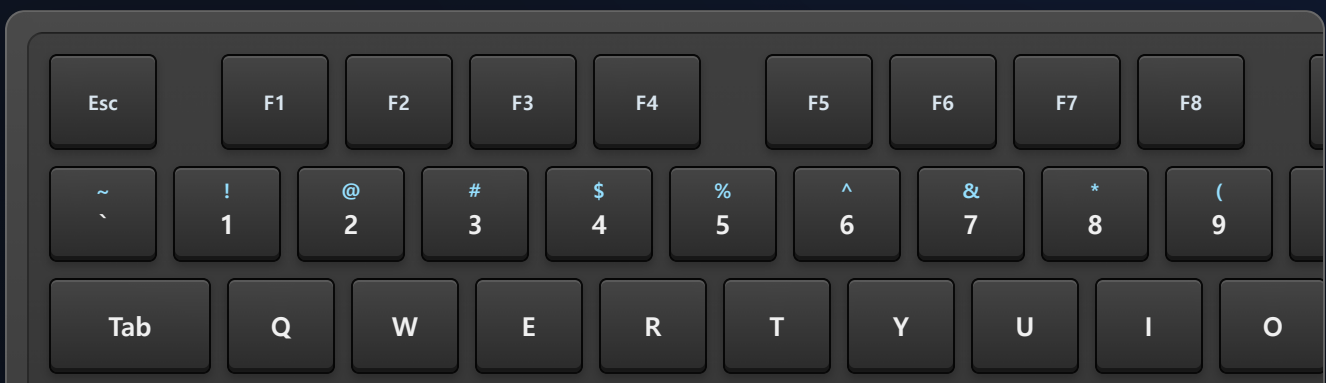 Esc F1 F2 F3 F4 F5 F6 F7 F8
~ ! @ # $ % ^ & * (
` 1 2 3 4 5 6 7 8 9
Tab Q W E R T Y U I O